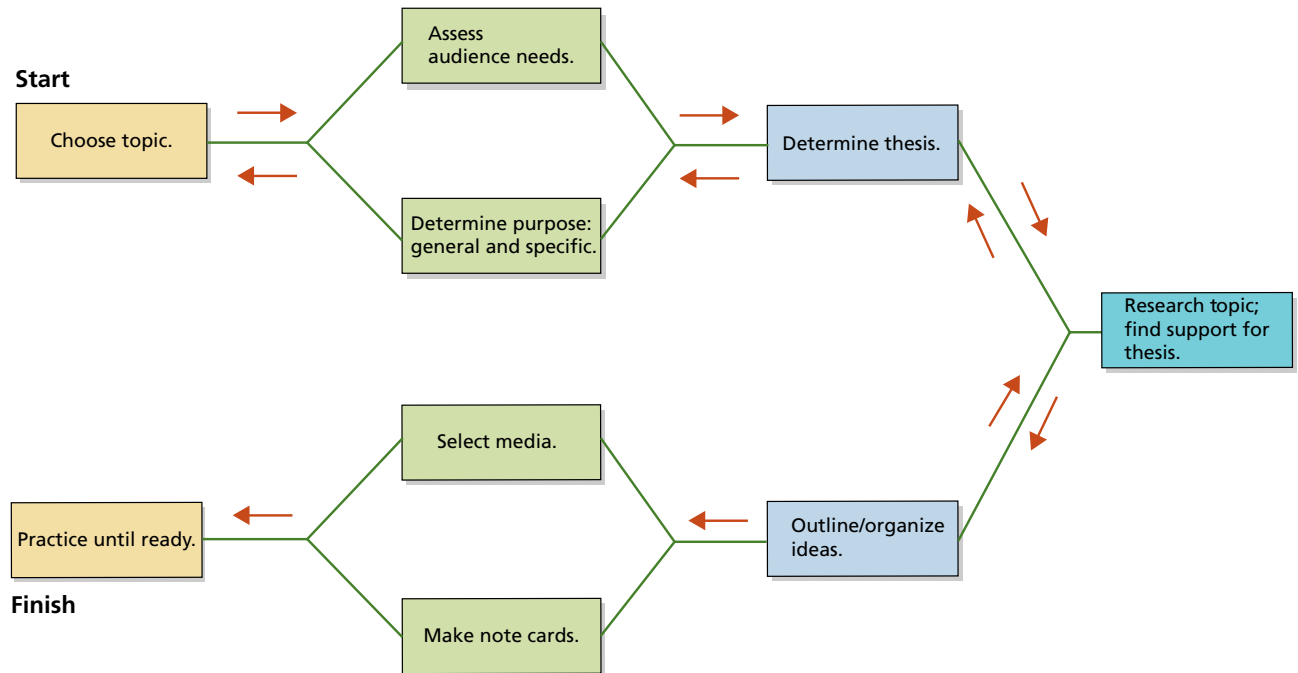 Start
Choose topic.
Assess
audience needs.
Determine purpose:
general and specific.
Determine thesis.
Research topic;
find support for
thesis.
Outline/organize
ideas.
Select media.
Make note cards.
Practice until ready.
Finish